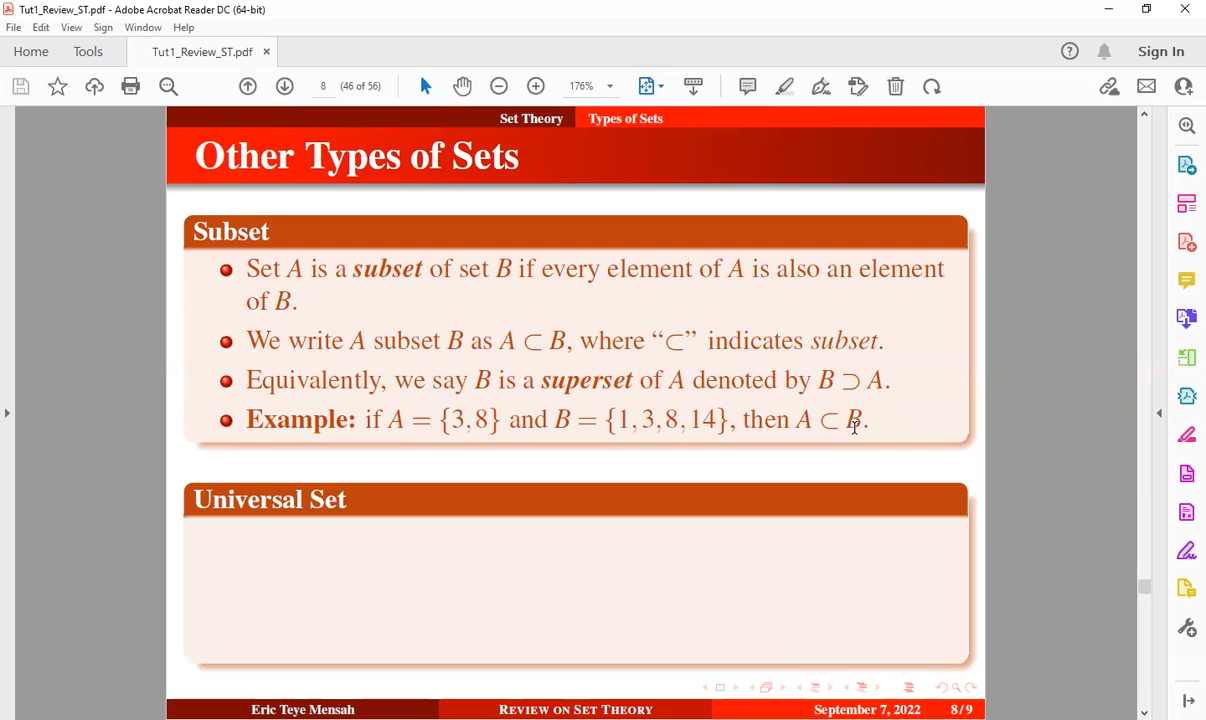 Tut1_Review_ST.pdf - Adobe Acrobat Reader DC (64-bit)
File Edit View Sign Window Help
Home Tools Tut1_Review_ST.pdf × Sign In
8 (46 of 56) 176%
Set Theory Types of Sets
Other Types of Sets
Subset
Set A is a subset of set B if every element of A is also an element
of B.
We write A subset B as A ⊂ B, where “⊂” indicates subset.
Equivalently, we say B is a superset of A denoted by B ⊃ A.
Example: if A = {3, 8} and B = {1, 3, 8, 14}, then A ⊂ B.
Universal Set
Eric Teye Mensah REVIEW ON SET THEORY September 7, 2022 8 / 9